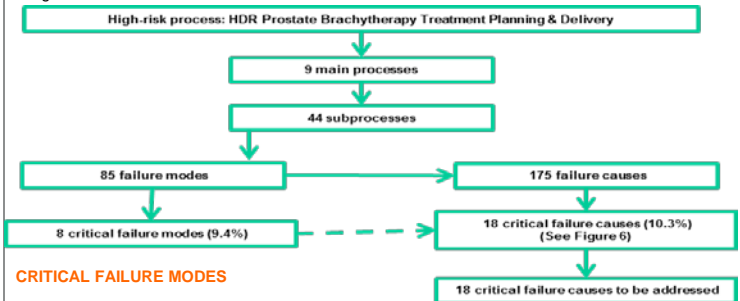 High-risk process: HDR Prostate Brachytherapy Treatment Planning & Delivery
9 main processes
44 subprocesses
85 failure modes
175 failure causes
8 critical failure modes (9.4%)
18 critical failure causes (10.3%)
(See Figure 6)
CRITICAL FAILURE MODES
18 critical failure causes to be addressed